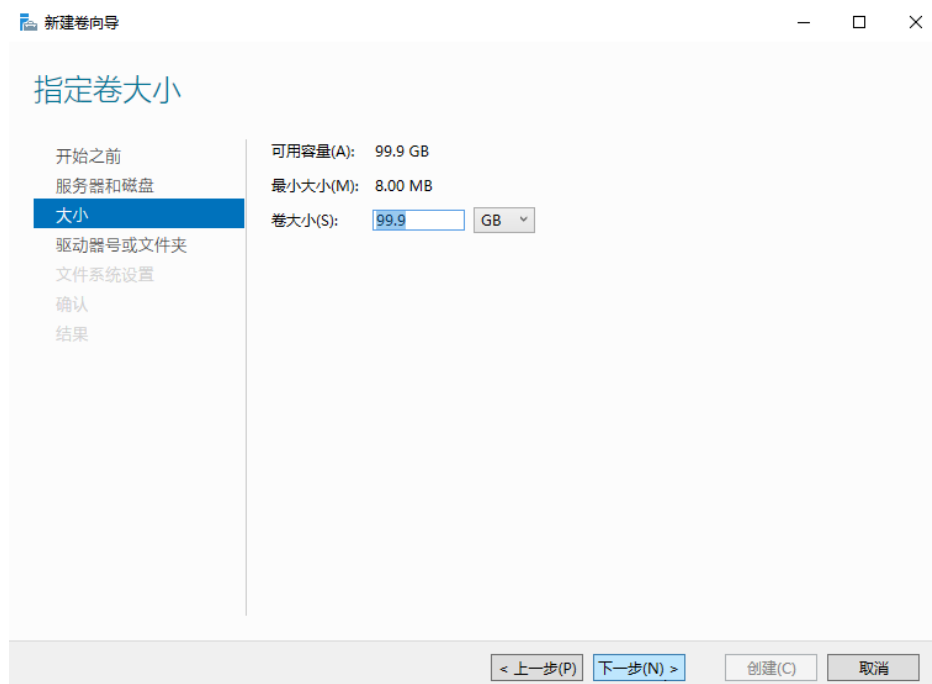 新建卷向导
指定卷大小
开始之前
服务器和磁盘
大小
驱动器号或文件夹
文件系统设置
确认
结果
可用容量(A): 99.9 GB
最小大小(M): 8.00 MB
卷大小(S): 99.9 GB
< 上一步(P) 下一步(N) > 创建(C) 取消